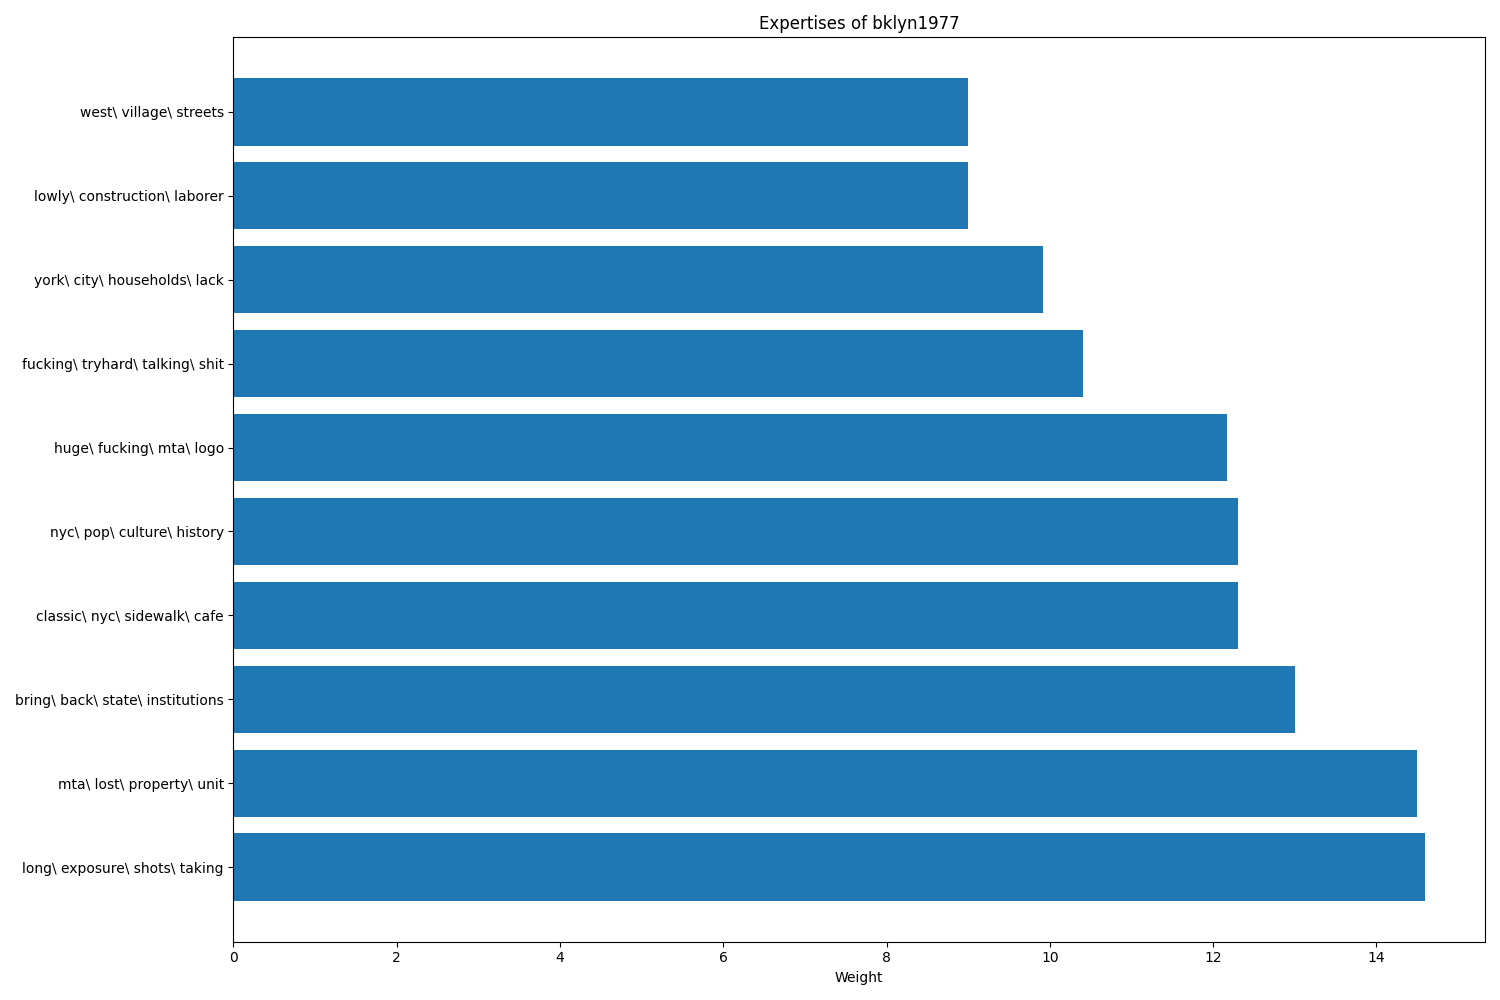 Expertises of bklyn1977
west\ village\ streets
lowly\ construction\ laborer
york\ city\ households\ lack
fucking\ tryhard\ talking\ shit
huge\ fucking\ mta\ logo
nyc\ pop\ culture\ history
classic\ nyc\ sidewalk\ cafe
bring\ back\ state\ institutions
mta\ lost\ property\ unit
long\ exposure\ shots\ taking
0 2 4 6 8 10 12 14
Weight